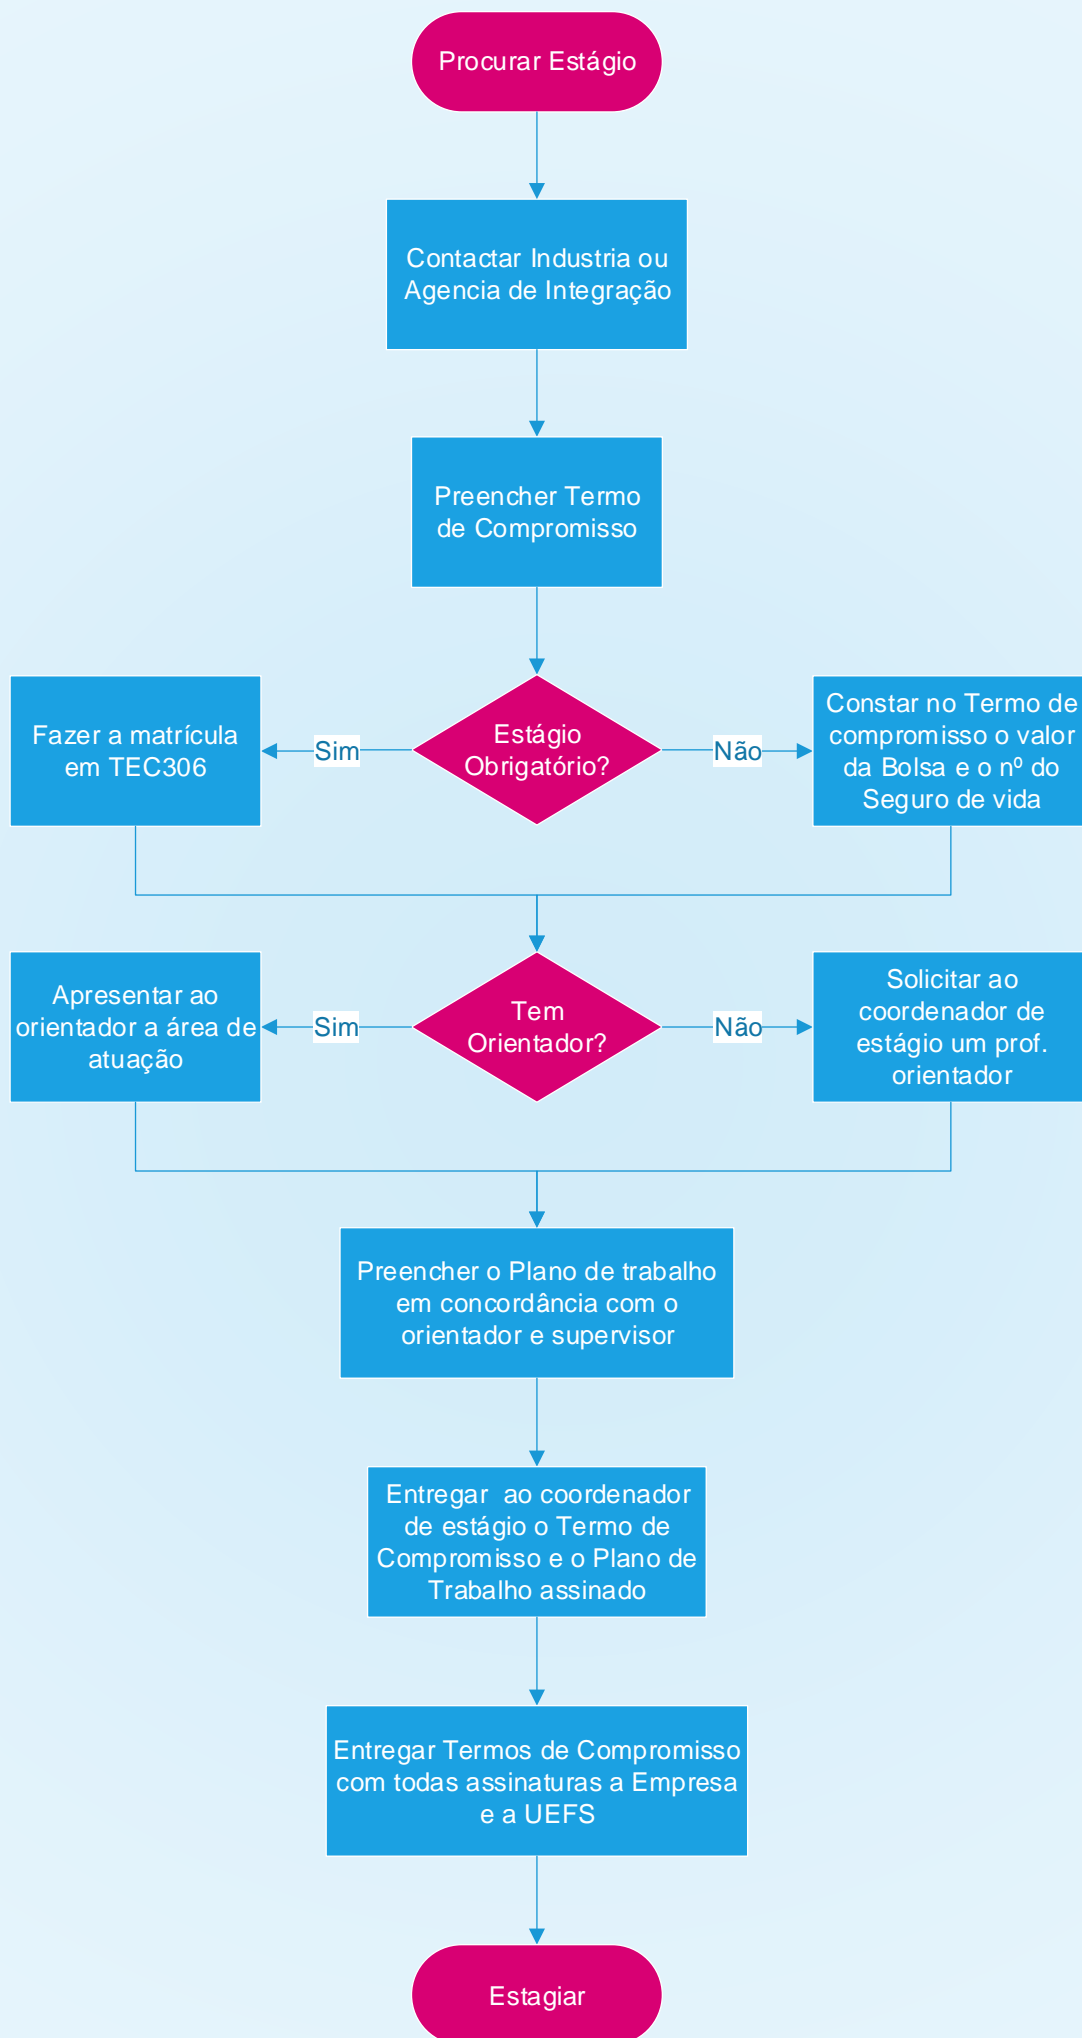 Procurar Estágio
Contactar Industria ou
Agencia de Integração
Preencher Termo
de Compromisso
Fazer a matrícula
em TEC306
Sim
Estágio
Obrigatório?
Não
Constar no Termo de
compromisso o valor
da Bolsa e o nº do
Seguro de vida
Apresentar ao
orientador a área de
atuação
Sim
Tem
Orientador?
Não
Solicitar ao
coordenador de
estágio um prof.
orientador
Preencher o Plano de trabalho
em concordância com o
orientador e supervisor
Entregar  ao coordenador
de estágio o Termo de
Compromisso e o Plano de
Trabalho assinado
Entregar Termos de Compromisso
com todas assinaturas a Empresa
e a UEFS
Estagiar